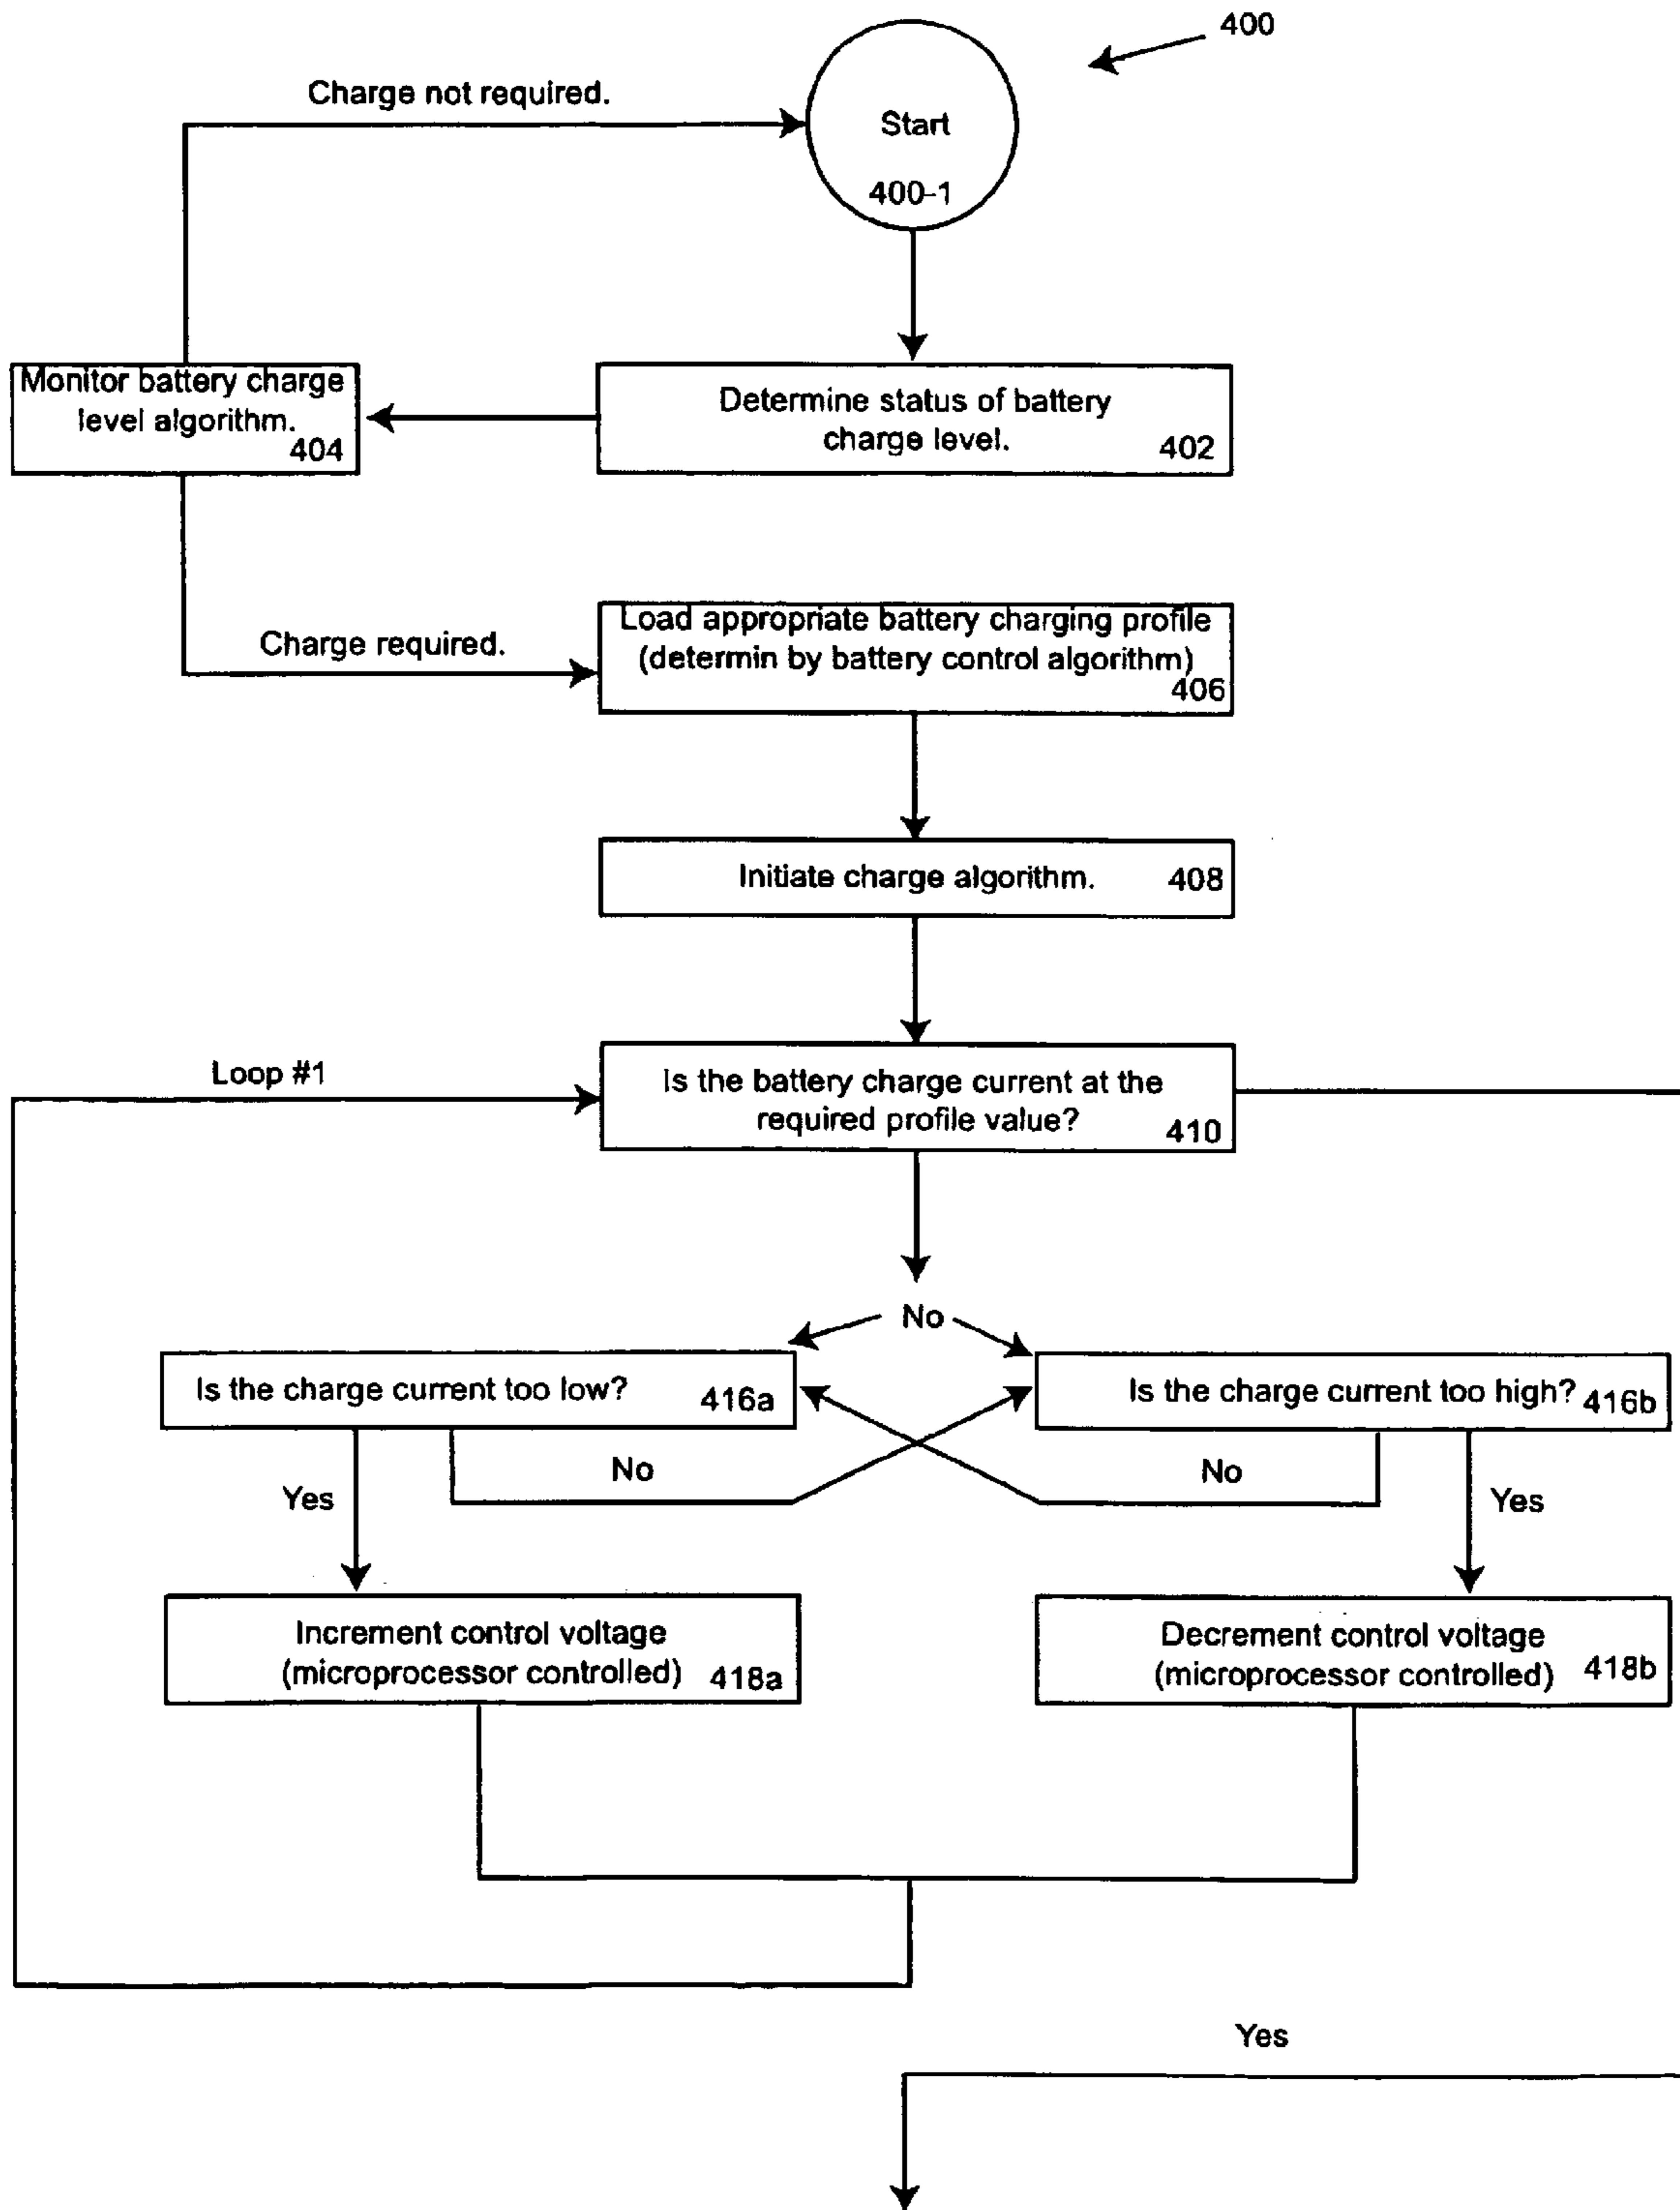 400
Charge not required.
Start
400-1
Monitor battery charge
level algorithm.
404
Determine status of battery
charge level.
402
Charge required.
Load appropriate battery charging profile
(determin by battery control algorithm)
406
Initiate charge algorithm.
408
Loop #1
Is the battery charge current at the
required profile value?
410
No
Is the charge current too low?
416a
Is the charge current too high?
416b
No
No
Yes
Yes
Increment control voltage
(microprocessor controlled)
418a
Decrement control voltage
(microprocessor controlled)
418b
Yes